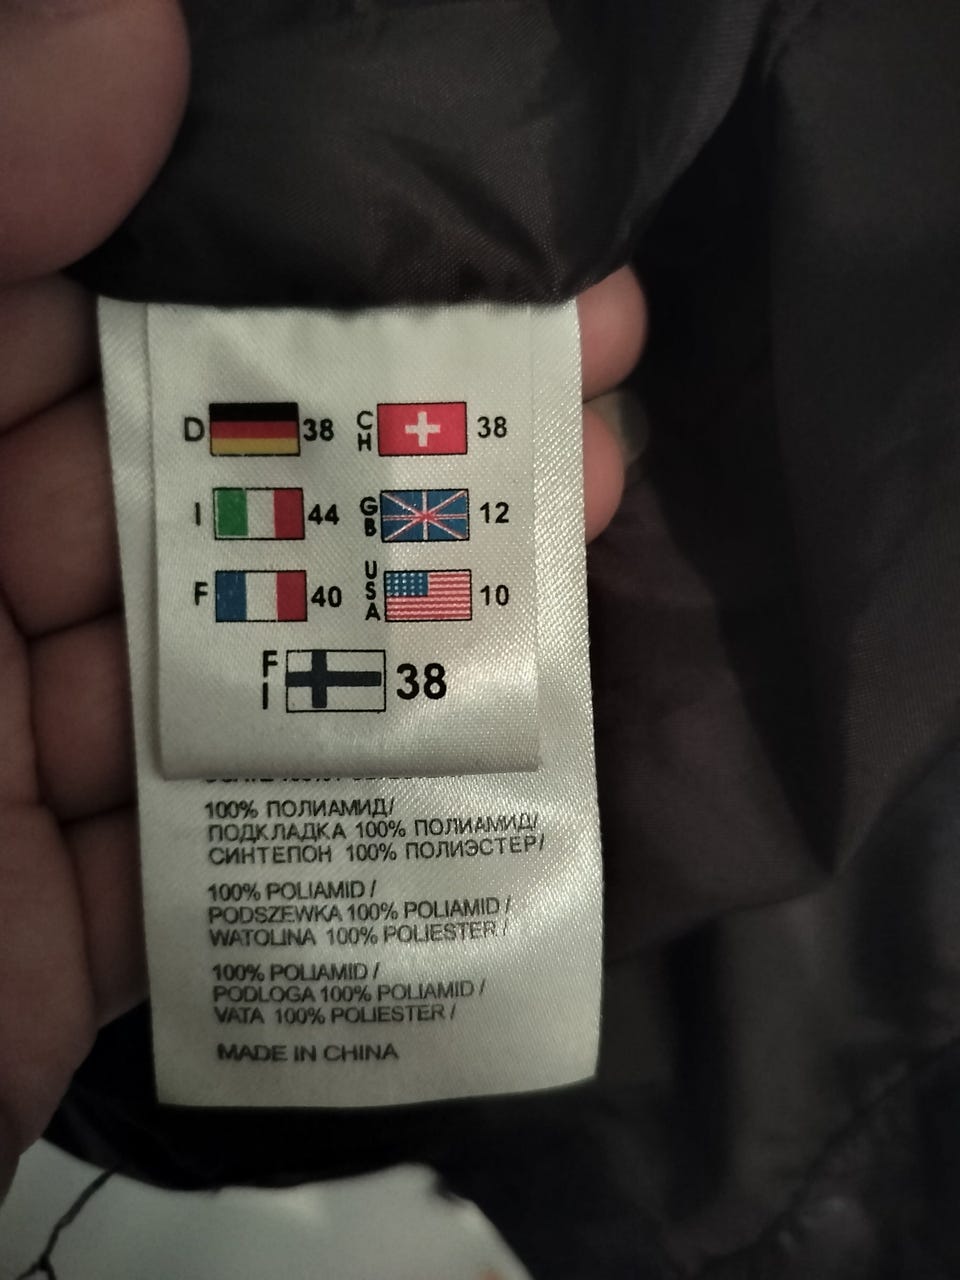 D 38 CH 38
I 44 GB 12
F 40 USA 10
FI 38
100% ПОЛИАМИД/
ПОДКЛАДКА 100% ПОЛИАМИД/
СИНТЕПОН 100% ПОЛИЭСТЕР/
100% POLIAMID /
PODSZEWKA 100% POLIAMID /
WATOLINA 100% POLIESTER /
100% POLIAMID /
PODLOGA 100% POLIAMID /
VATA 100% POLIESTER /
MADE IN CHINA